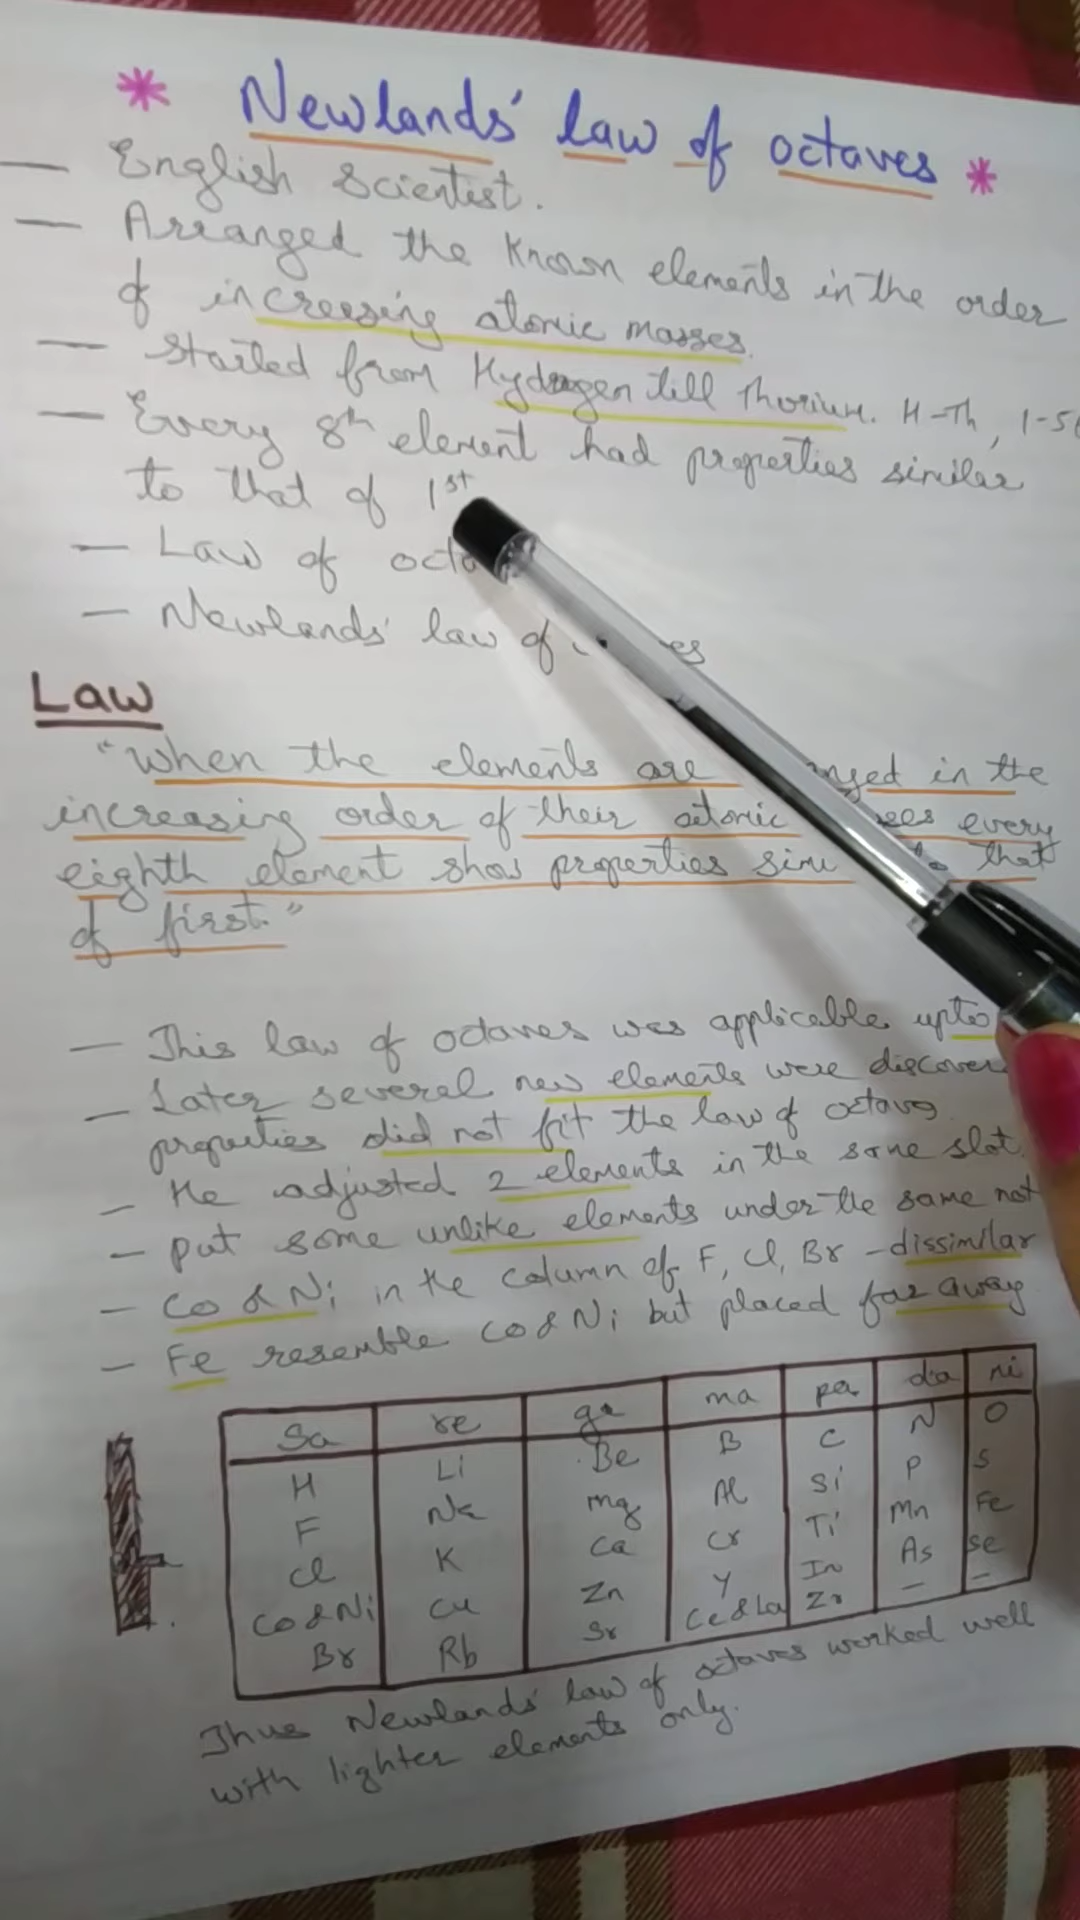 * Newlands' law of octaves *
— English Scientist.
— Arranged the known elements in the order
of increasing atomic masses.
— Started from Hydrogen till Thorium. H-Th, 1-56
— Every 8th element had properties similar
to that of 1st
— Law of
— Newlands' law of
Law
"When the elements are in the
increasing order of their atomic every
eighth element show properties that
of first."
— This law of octaves was applicable upto
— Later several new elements were
properties did not fit the law of octave
— He adjusted 2 elements in the same slot.
— put some unlike elements under the same not
— Co & Ni in the column of F, Cl, Br - dissimilar
— Fe resemble Co & Ni but placed far away
Sa re ga ma pa da ni
H Li Be B C N O
F Na Mg Al Si P S
Cl K Ca Cr Ti Mn Fe
Co & Ni Cu Zn Y In As Se
Br Rb Sr Ce & La Zr — —
Thus Newlands' law of octaves worked well
with lighter elements only.